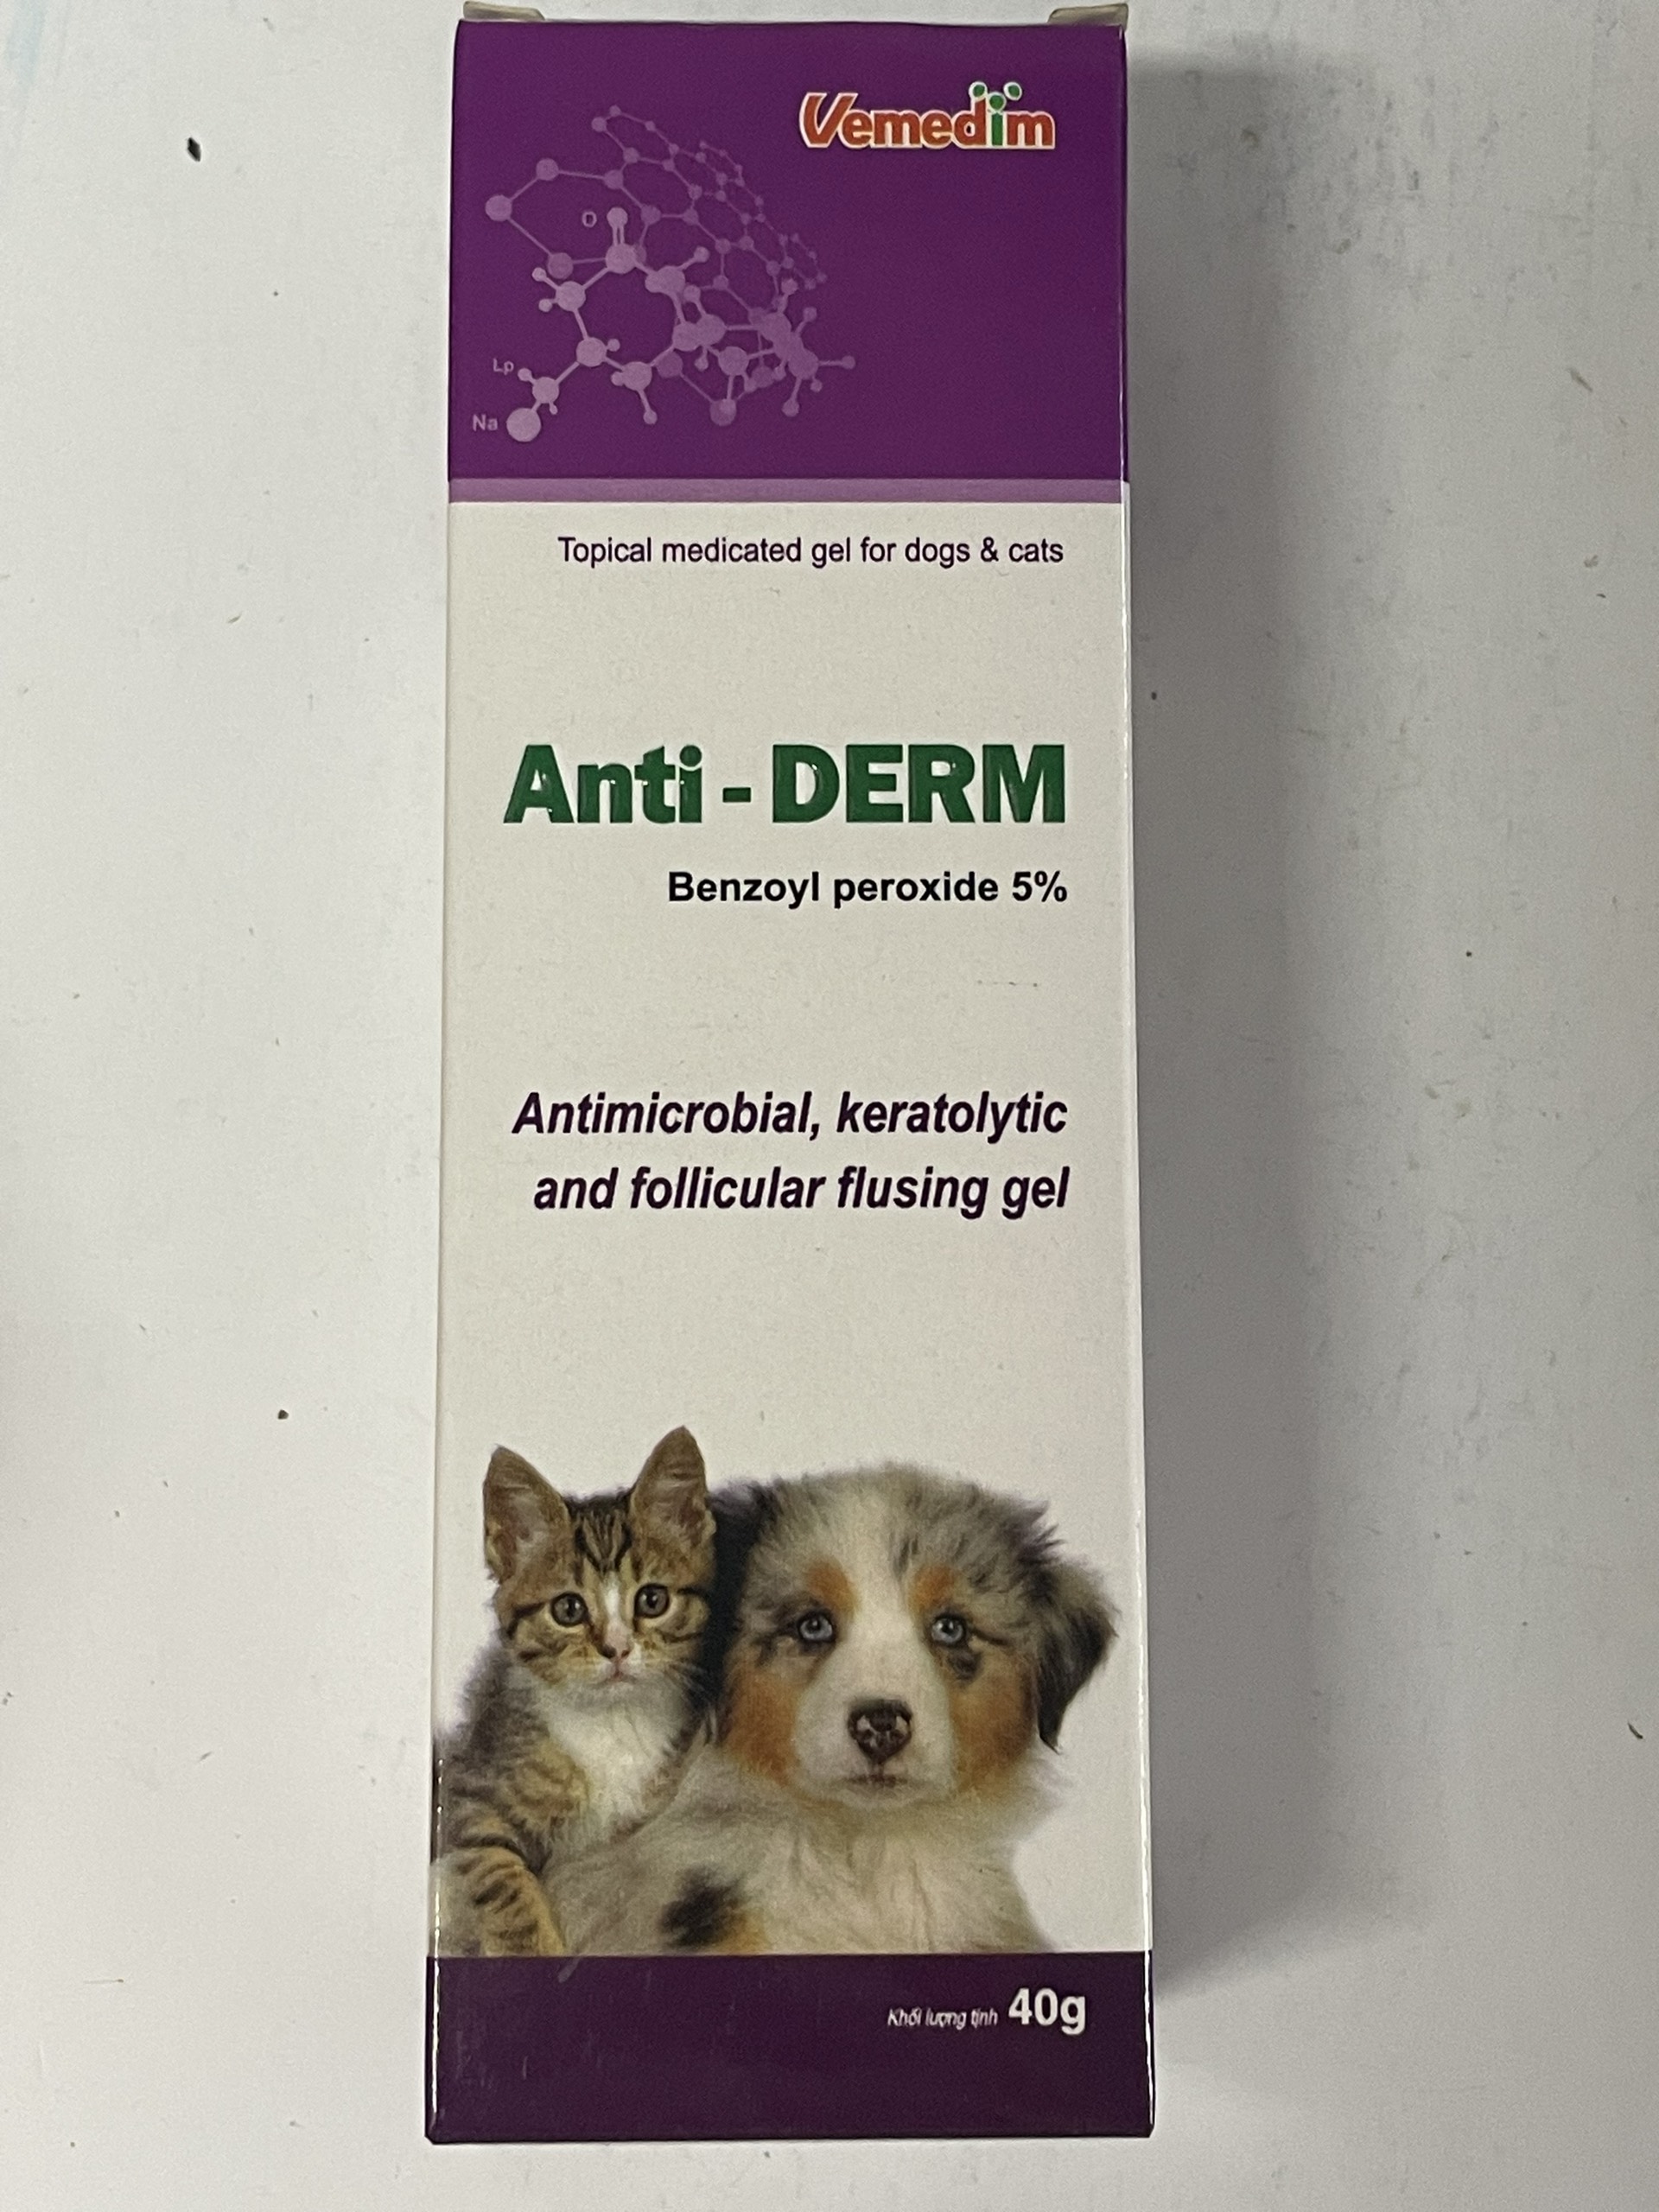 Vemedim
O
Lp
Na
Topical medicated gel for dogs & cats
Anti - DERM
Benzoyl peroxide 5%
Antimicrobial, keratolytic
and follicular flusing gel
Khối lượng tịnh 40g